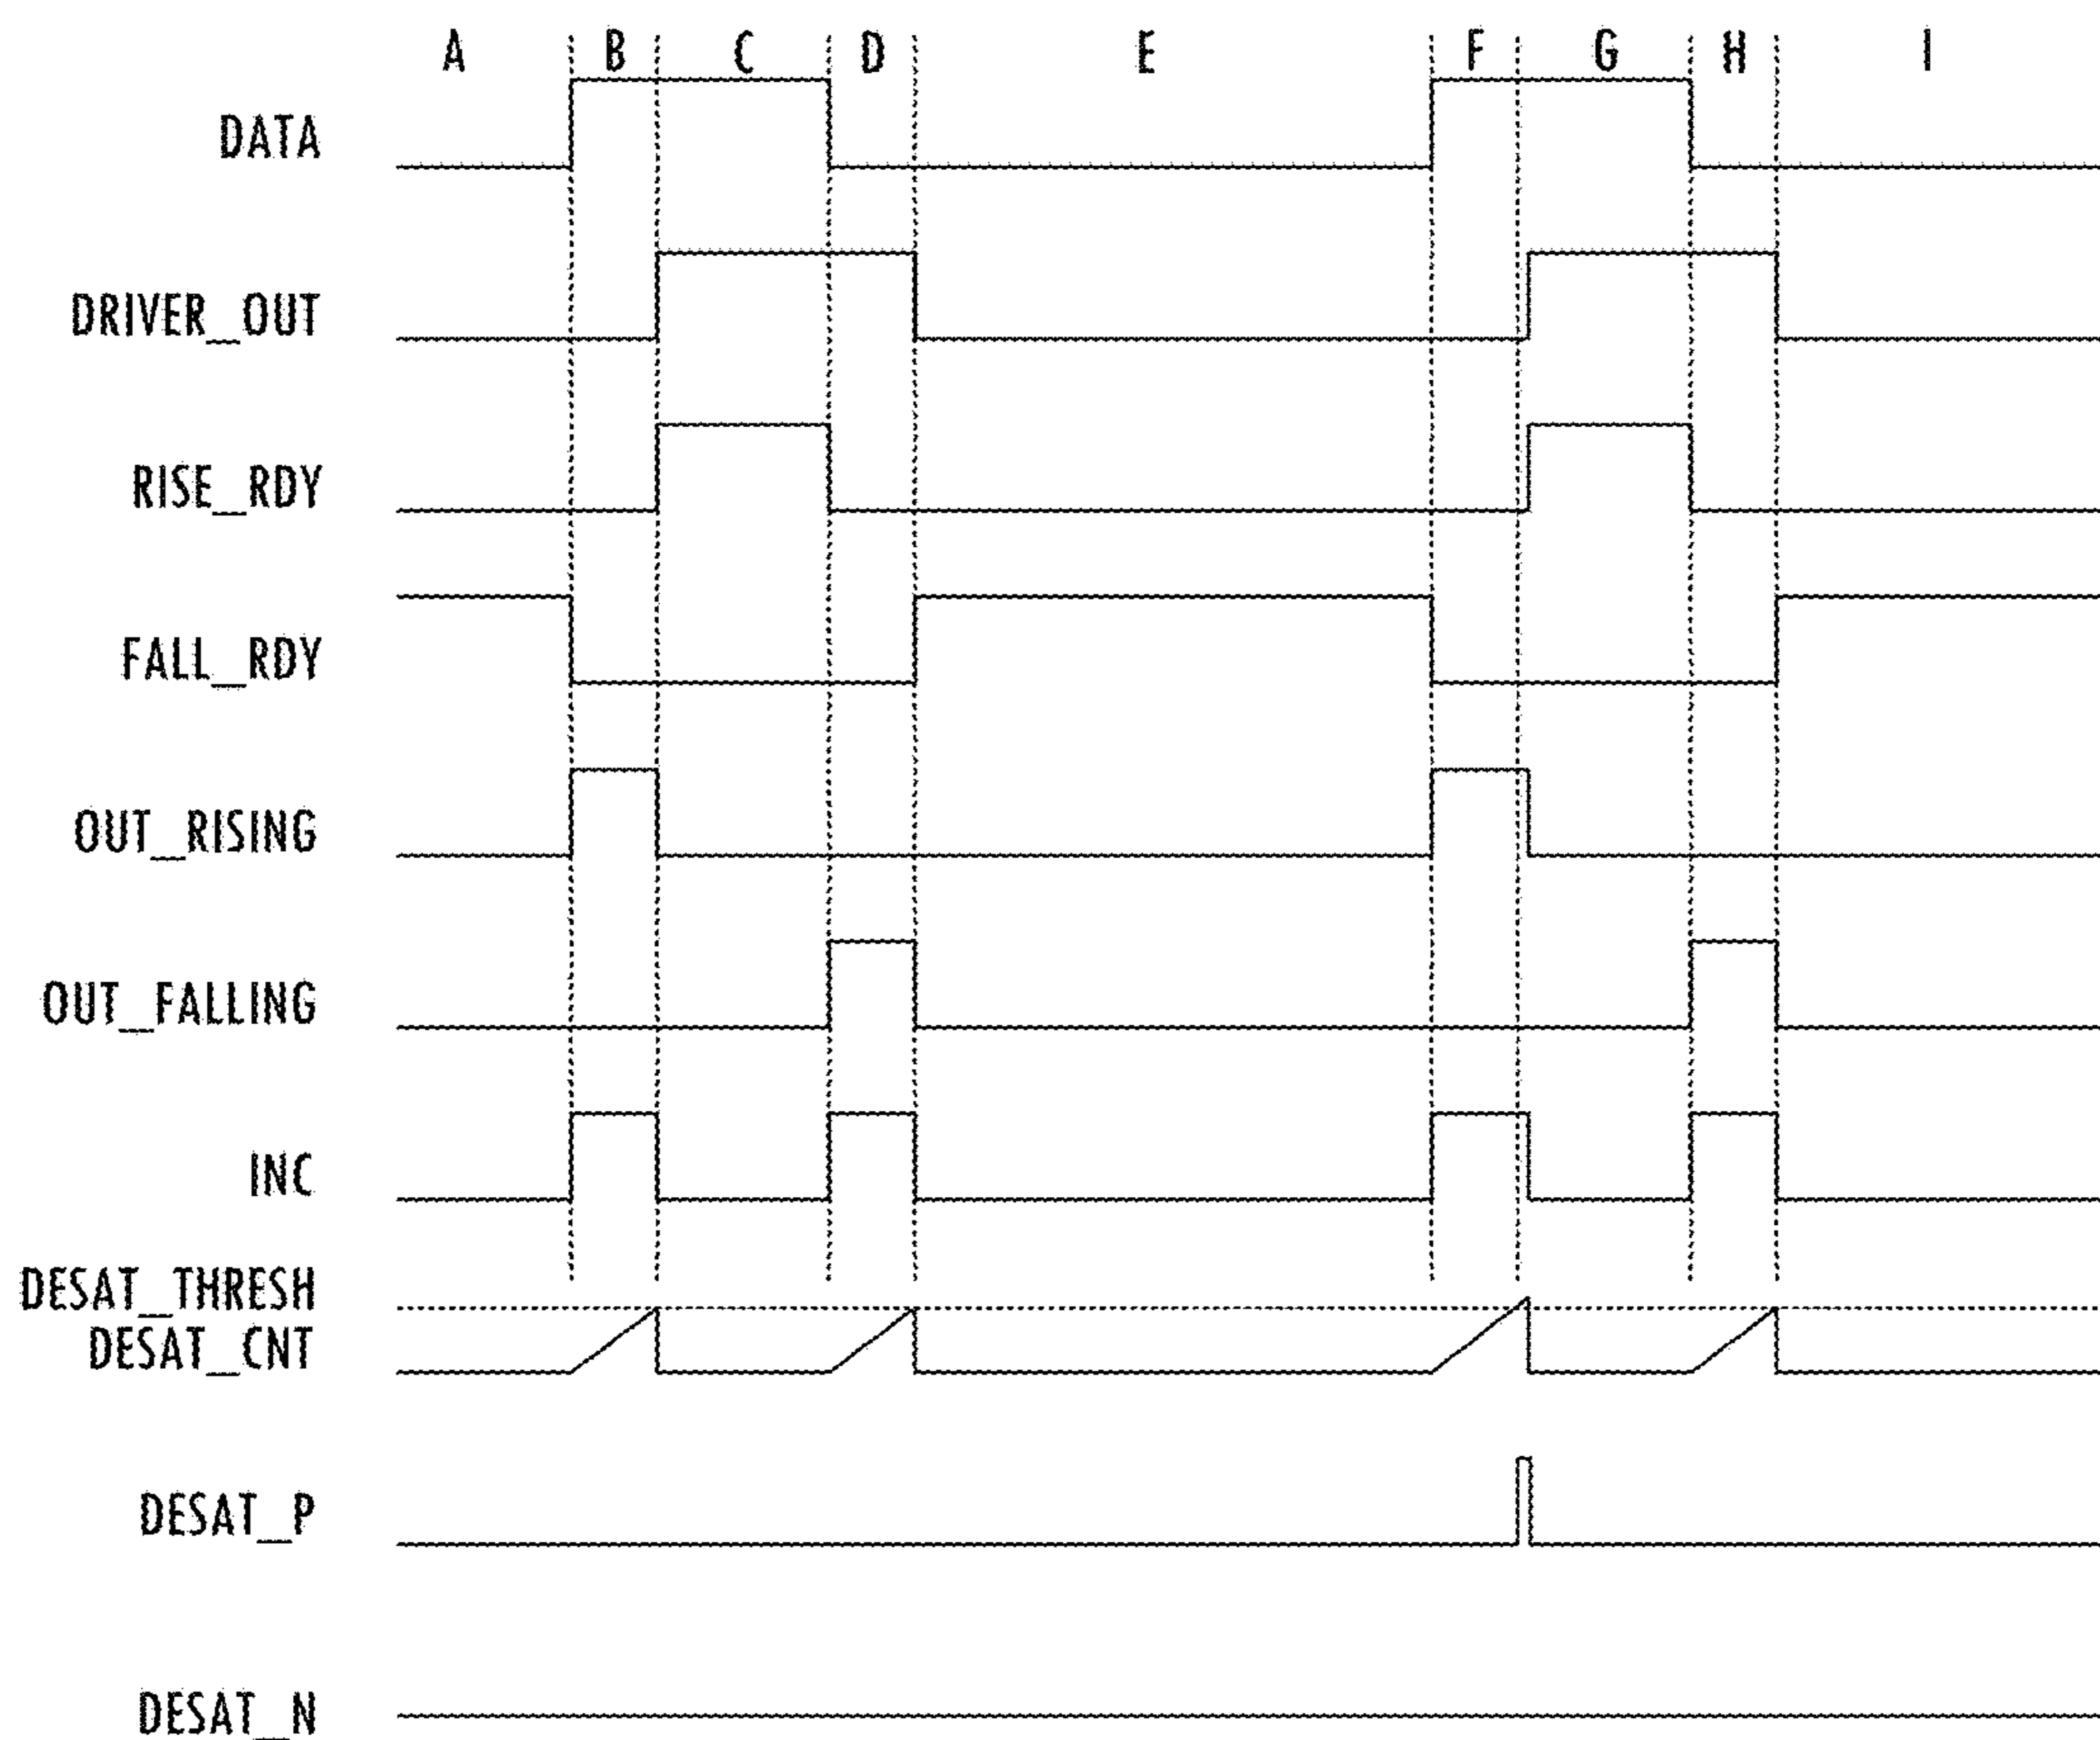 A B C D E F G H I
DATA
DRIVER_OUT
RISE_RDY
FALL_RDY
OUT_RISING
OUT_FALLING
INC
DESAT_THRESH
DESAT_CNT
DESAT_P
DESAT_N